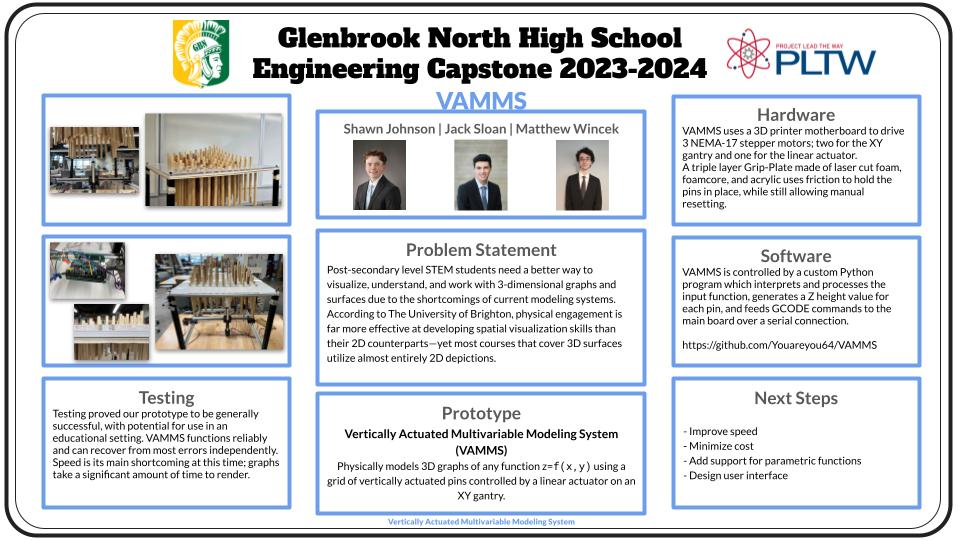 GBN
Glenbrook North High School
Engineering Capstone 2023-2024
PROJECT LEAD THE WAY
PLTW
VAMMS
Shawn Johnson | Jack Sloan | Matthew Wincek
Problem Statement
Post-secondary level STEM students need a better way to
visualize, understand, and work with 3-dimensional graphs and
surfaces due to the shortcomings of current modeling systems.
According to The University of Brighton, physical engagement is
far more effective at developing spatial visualization skills than
their 2D counterparts—yet most courses that cover 3D surfaces
utilize almost entirely 2D depictions.
Testing
Testing proved our prototype to be generally
successful, with potential for use in an
educational setting. VAMMS functions reliably
and can recover from most errors independently.
Speed is its main shortcoming at this time; graphs
take a significant amount of time to render.
Prototype
Vertically Actuated Multivariable Modeling System
(VAMMS)
Physically models 3D graphs of any function z=f(x,y) using a
grid of vertically actuated pins controlled by a linear actuator on an
XY gantry.
Hardware
VAMMS uses a 3D printer motherboard to drive
3 NEMA-17 stepper motors; two for the XY
gantry and one for the linear actuator.
A triple layer Grip-Plate made of laser cut foam,
foamcore, and acrylic uses friction to hold the
pins in place, while still allowing manual
resetting.
Software
VAMMS is controlled by a custom Python
program which interprets and processes the
input function, generates a Z height value for
each pin, and feeds GCODE commands to the
main board over a serial connection.
https://github.com/Youareyou64/VAMMS
Next Steps
- Improve speed
- Minimize cost
- Add support for parametric functions
- Design user interface
Vertically Actuated Multivariable Modeling System